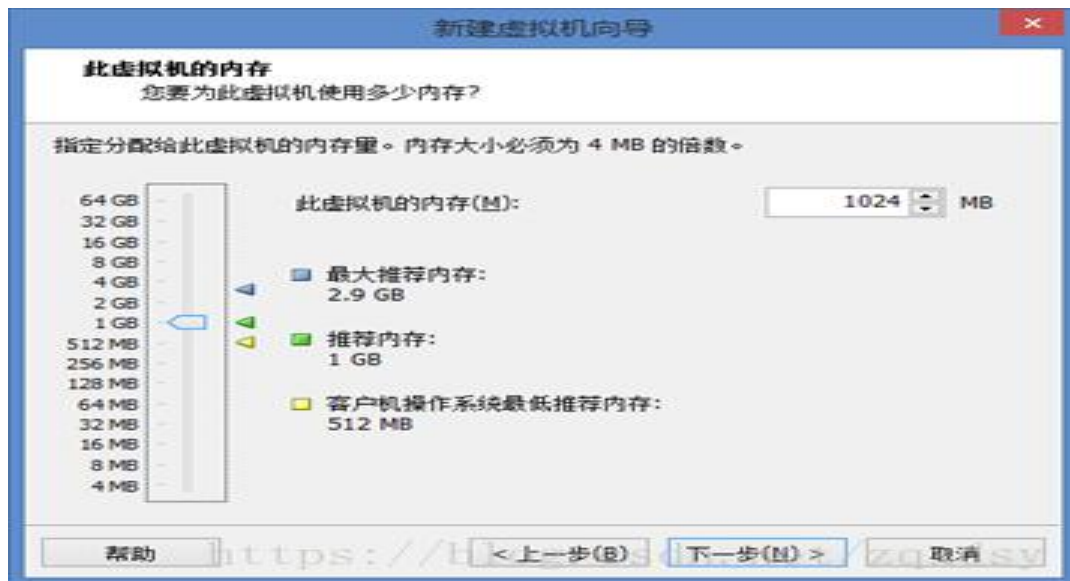 新建虚拟机向导
此虚拟机的内存
您要为此虚拟机使用多少内存?
指定分配给此虚拟机的内存量。内存大小必须为 4 MB 的倍数。
64 GB
32 GB
16 GB
8 GB
4 GB
2 GB
1 GB
512 MB
256 MB
128 MB
64 MB
32 MB
16 MB
8 MB
4 MB
此虚拟机的内存(M): 1024 MB
最大推荐内存:
2.9 GB
推荐内存:
1 GB
客户机操作系统最低推荐内存:
512 MB
帮助 < 上一步(B) 下一步(N) > 取消